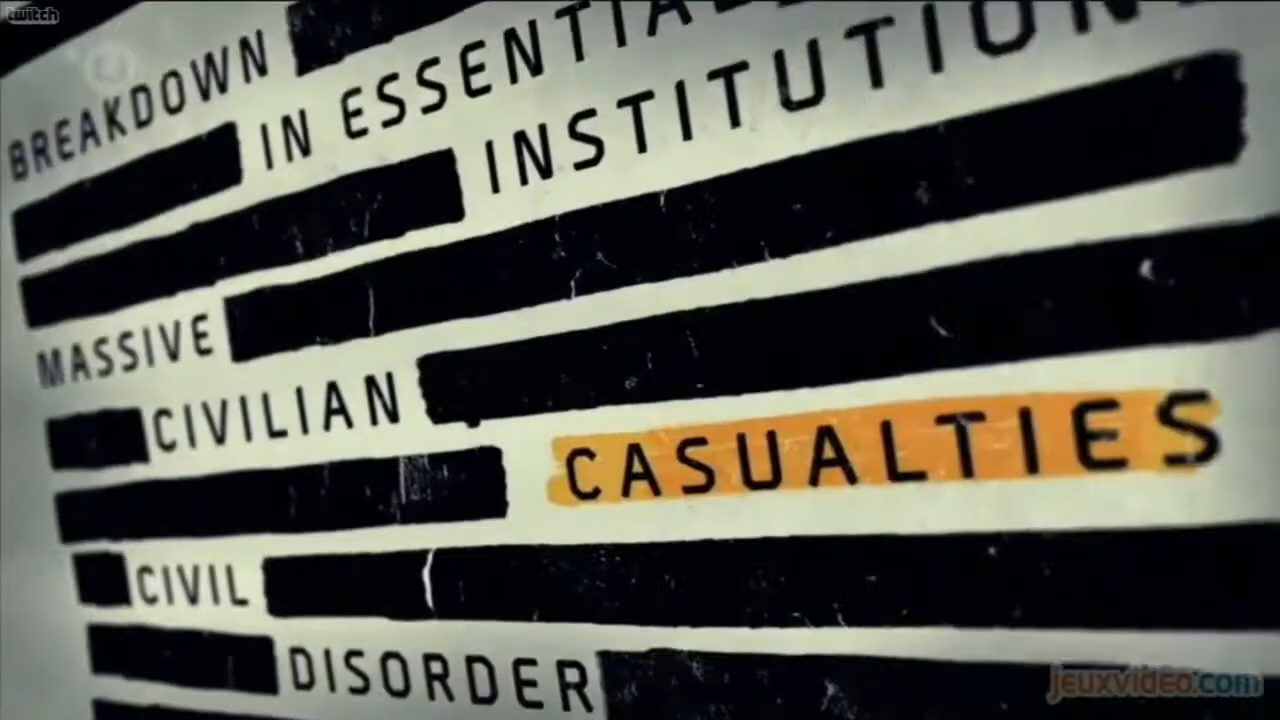 twitch
BREAKDOWN
IN ESSENTIAL
INSTITUTION
MASSIVE
CIVILIAN
CASUALTIES
CIVIL
DISORDER
jeuxvideo.com